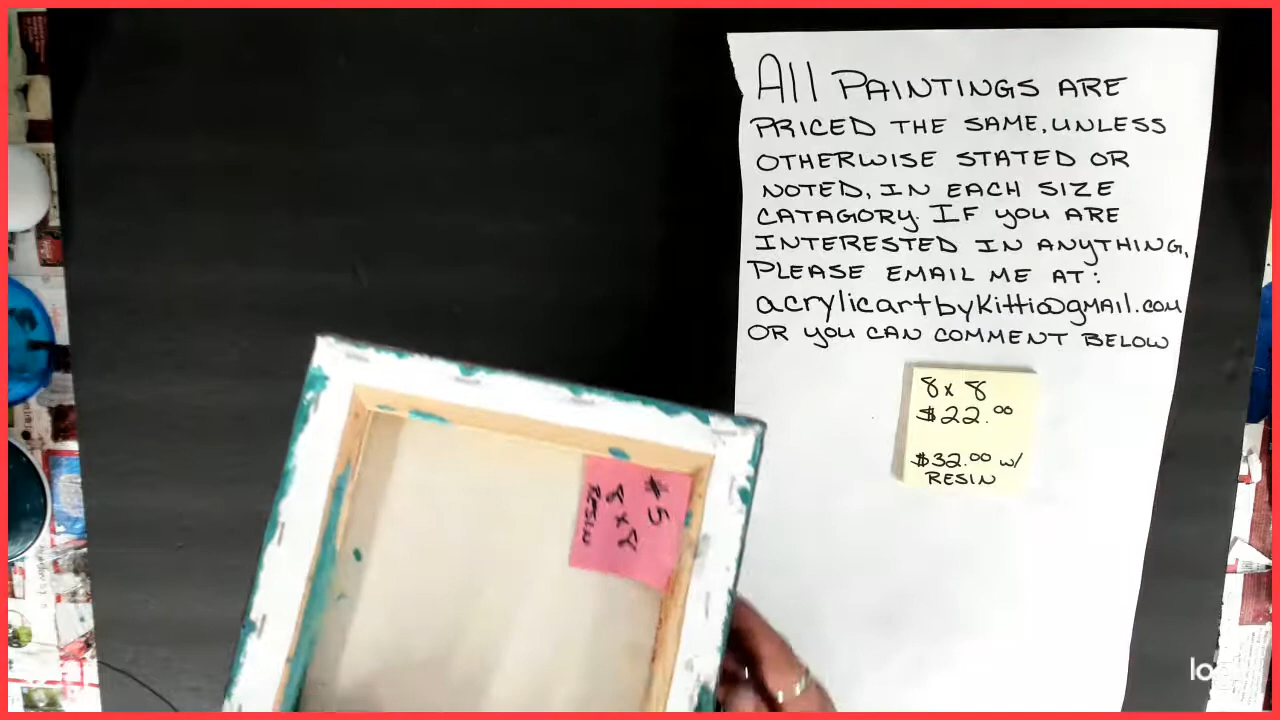 All PAINTINGS ARE
PRICED THE SAME, UNLESS
OTHERWISE STATED OR
NOTED, IN EACH SIZE
CATAGORY. IF YOU ARE
INTERESTED IN ANYTHING,
PLEASE EMAIL ME AT:
acrylicartbykitti@gmail.com
OR YOU CAN COMMENT BELOW
8 x 8
$22.00
$32.00 w/
RESIN
#5
8 x 8
RESIN